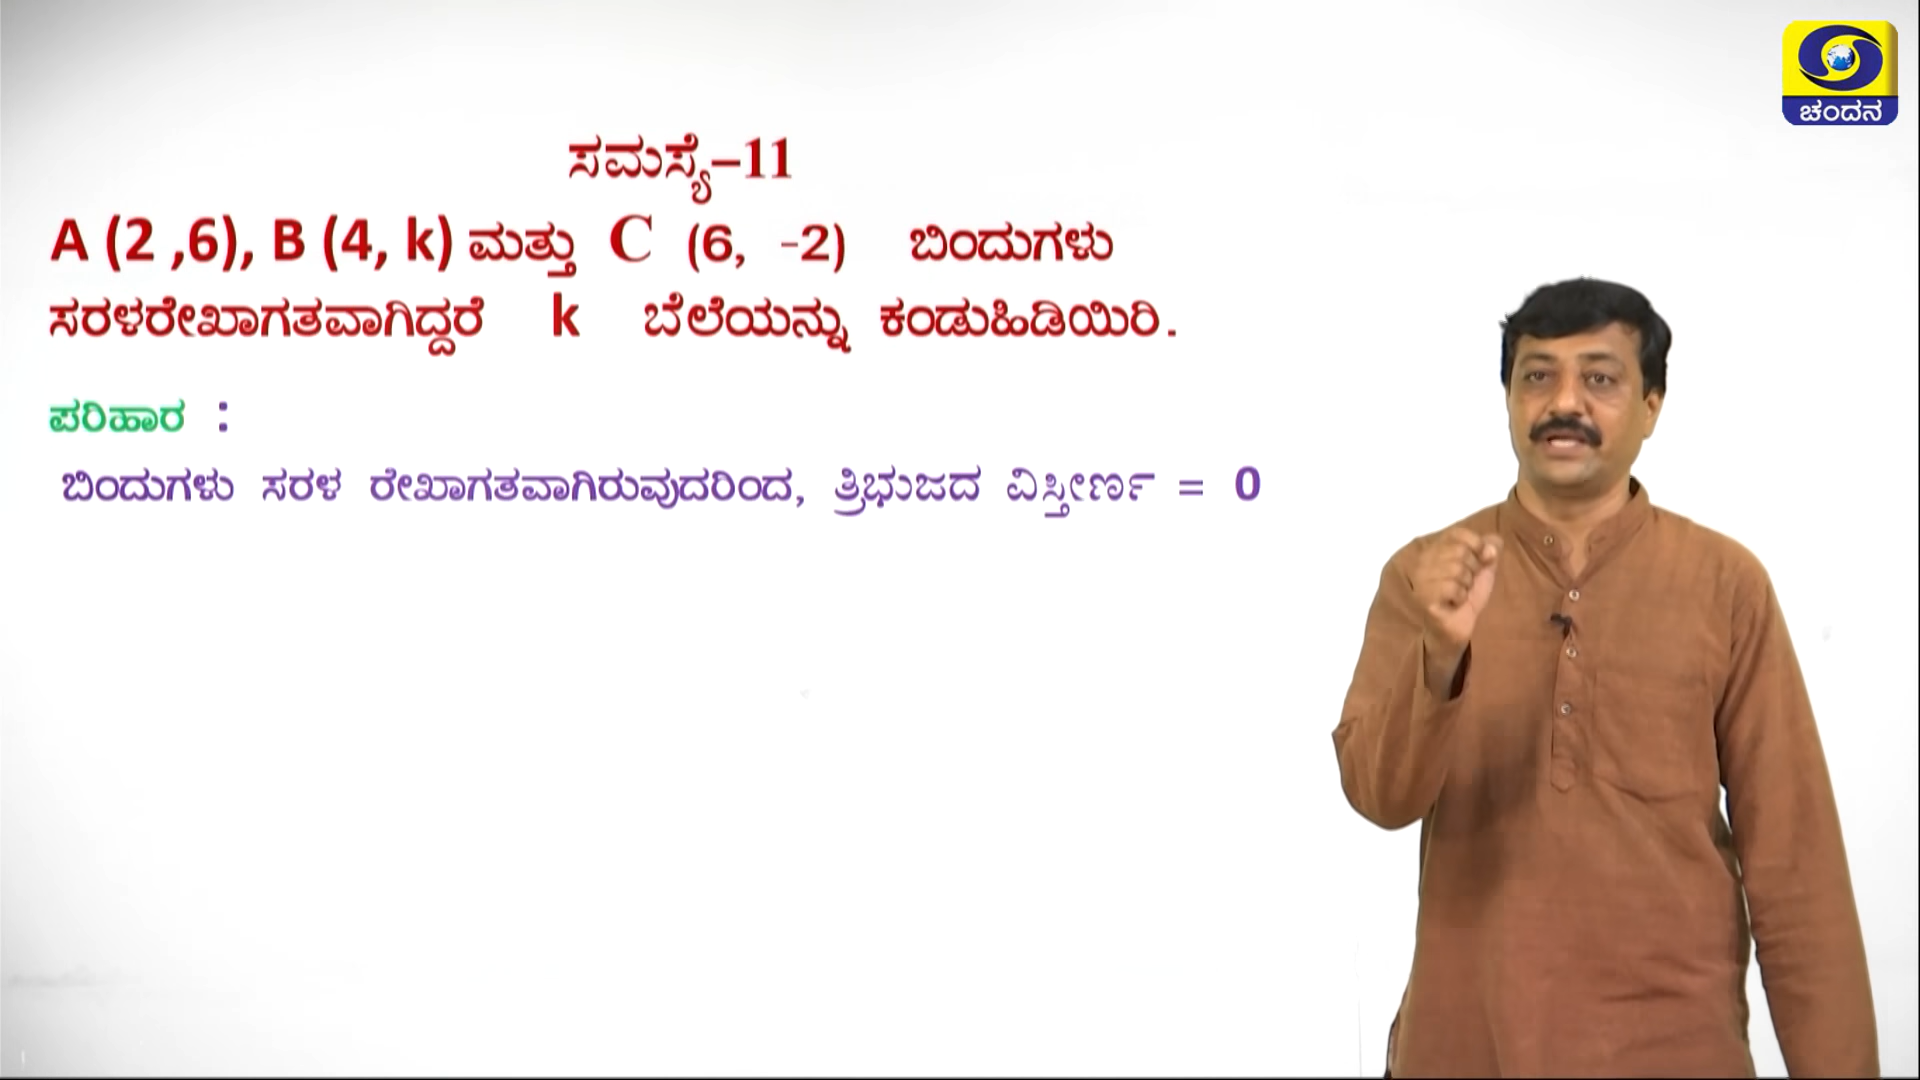 ಚಂದನ
ಸಮಸ್ಯೆ–11
A (2 ,6), B (4, k) ಮತ್ತು C (6, -2) ಬಿಂದುಗಳು
ಸರಳರೇಖಾಗತವಾಗಿದ್ದರೆ k ಬೆಲೆಯನ್ನು ಕಂಡುಹಿಡಿಯಿರಿ.
ಪರಿಹಾರ :
ಬಿಂದುಗಳು ಸರಳ ರೇಖಾಗತವಾಗಿರುವುದರಿಂದ, ತ್ರಿಭುಜದ ವಿಸ್ತೀರ್ಣ = 0